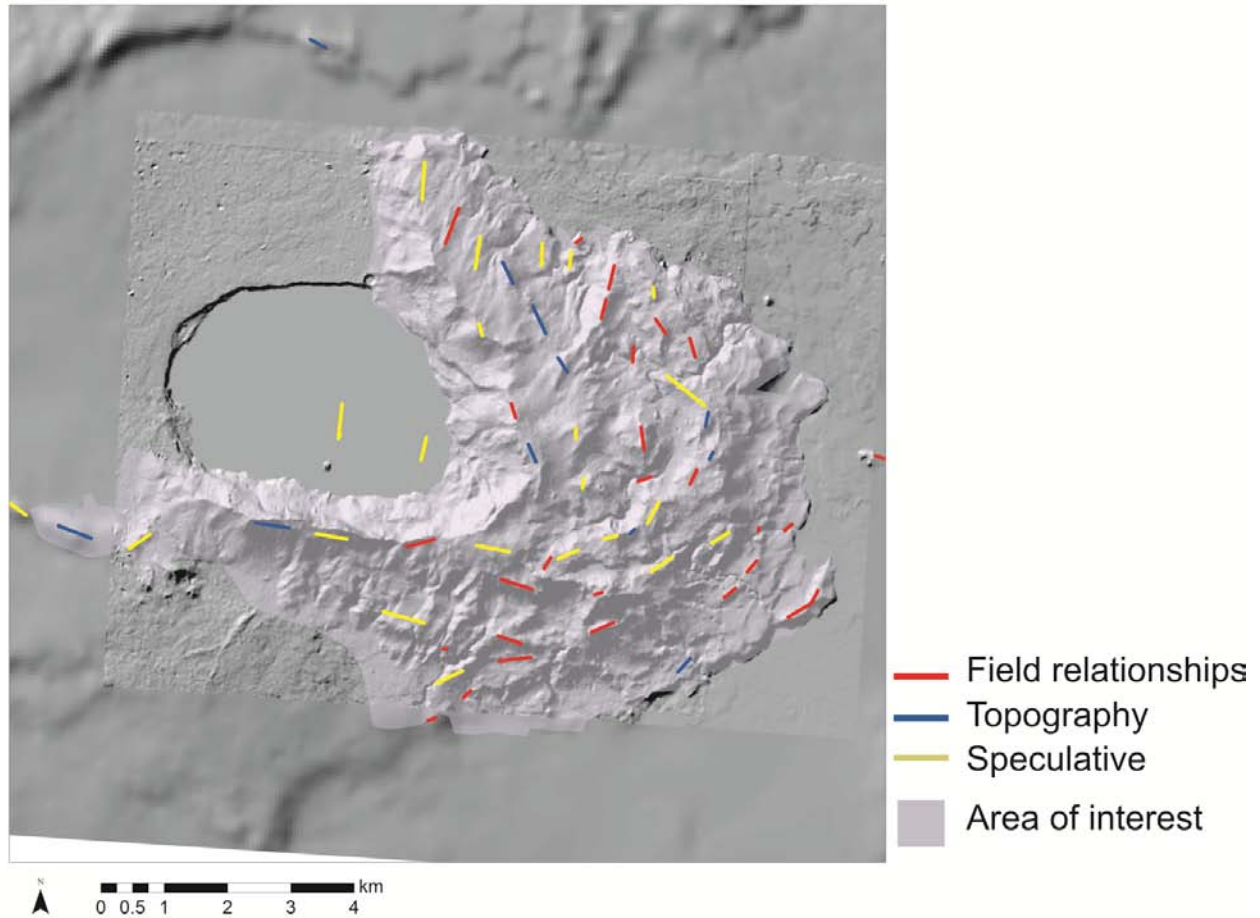 Field relationships
Topography
Speculative
Area of interest
N
km
0 0.5 1 2 3 4